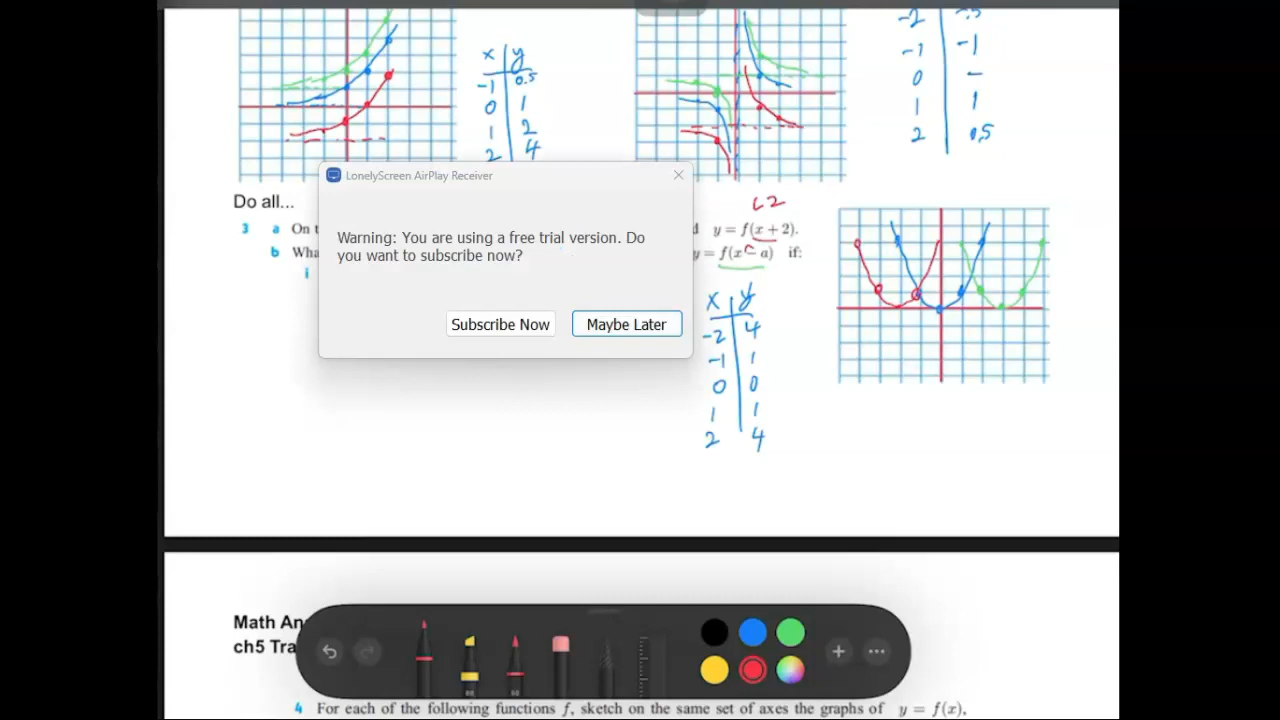 -2 -.5
x y
-1 0.5
-1 -1
0 1
0 -
1 2
1 1
2 4
2 0.5
LonelyScreen AirPlay Receiver
Do all...
L2
3 a On t
d y = f(x + 2).
Warning: You are using a free trial version. Do
you want to subscribe now?
b Wha
y = f(x - a) if:
i
x y
-2 4
-1 1
0 0
1 1
2 4
Subscribe Now
Maybe Later
Math An
ch5 Tra
4 For each of the following functions f, sketch on the same set of axes the graphs of y = f(x),